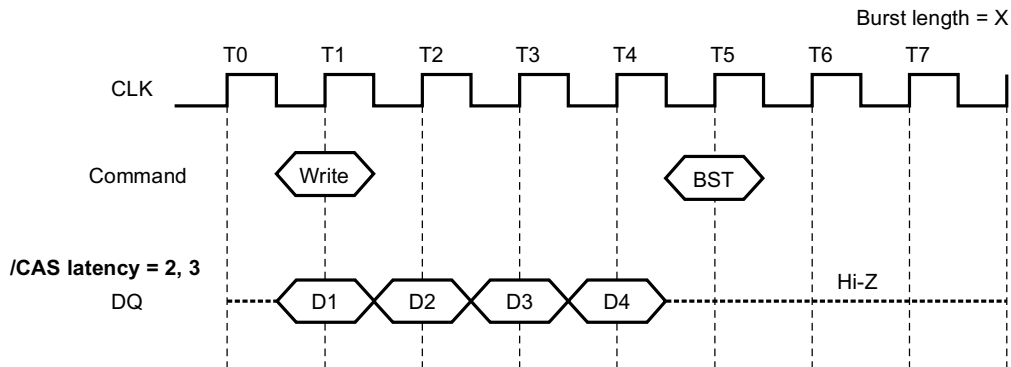 Burst length = X
T0 T1 T2 T3 T4 T5 T6 T7
CLK
Command Write BST
/CAS latency = 2, 3
Hi-Z
DQ D1 D2 D3 D4